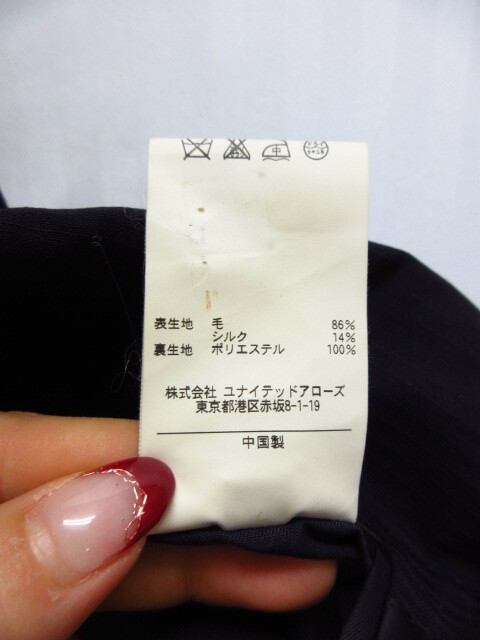 中
表生地 毛 86%
シルク 14%
裏生地 ポリエステル 100%
株式会社 ユナイテッドアローズ
東京都港区赤坂8-1-19
中国製